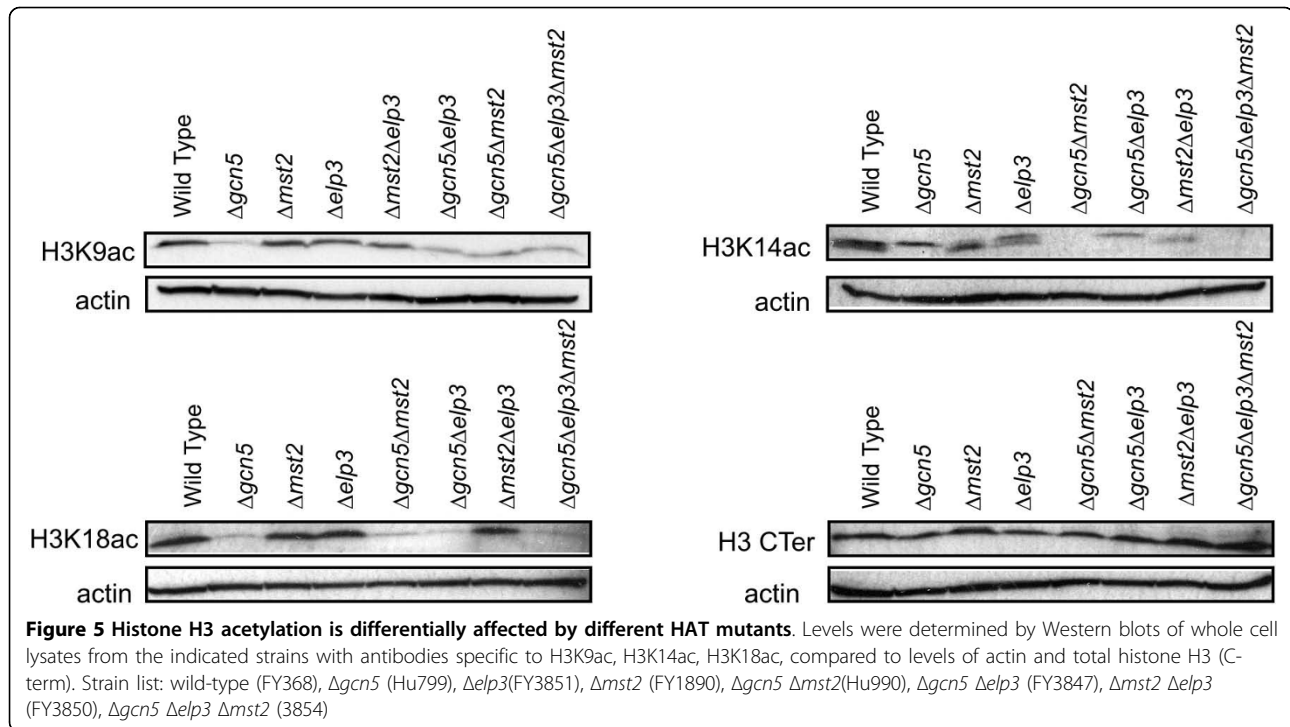 Wild Type
Δgcn5
Δmst2
Δelp3
Δmst2Δelp3
Δgcn5Δelp3
Δgcn5Δmst2
Δgcn5Δelp3Δmst2
H3K9ac
actin
Wild Type
Δgcn5
Δmst2
Δelp3
Δgcn5Δmst2
Δgcn5Δelp3
Δmst2Δelp3
Δgcn5Δelp3Δmst2
H3K14ac
actin
Wild Type
Δgcn5
Δmst2
Δelp3
Δgcn5Δmst2
Δgcn5Δelp3
Δmst2Δelp3
Δgcn5Δelp3Δmst2
H3K18ac
actin
Wild Type
Δgcn5
Δmst2
Δelp3
Δgcn5Δmst2
Δgcn5Δelp3
Δmst2Δelp3
Δgcn5Δelp3Δmst2
H3 CTer
actin
Figure 5 Histone H3 acetylation is differentially affected by different HAT mutants. Levels were determined by Western blots of whole cell
lysates from the indicated strains with antibodies specific to H3K9ac, H3K14ac, H3K18ac, compared to levels of actin and total histone H3 (C-
term). Strain list: wild-type (FY368), Δgcn5 (Hu799), Δelp3(FY3851), Δmst2 (FY1890), Δgcn5 Δmst2(Hu990), Δgcn5 Δelp3 (FY3847), Δmst2 Δelp3
(FY3850), Δgcn5 Δelp3 Δmst2 (3854)